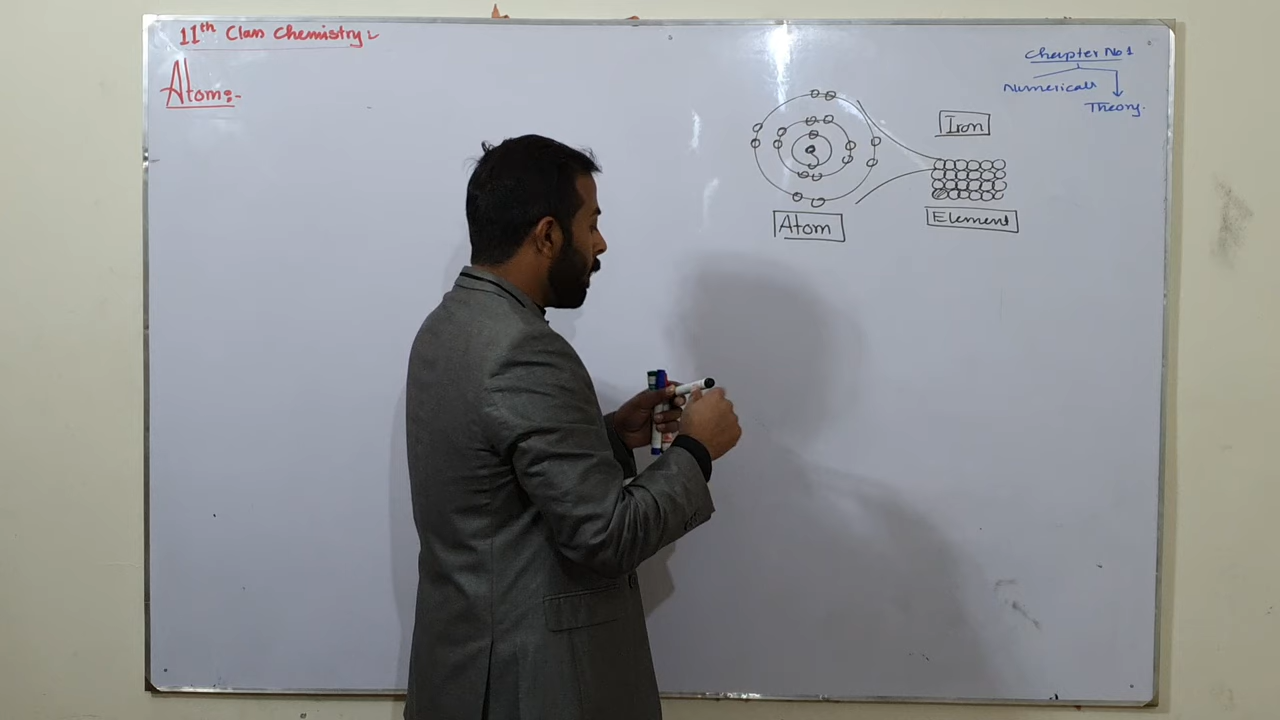 11th Class Chemistry:
Atom:-
Chapter No 1
Numericals
Theory.
Iron
Atom
Element